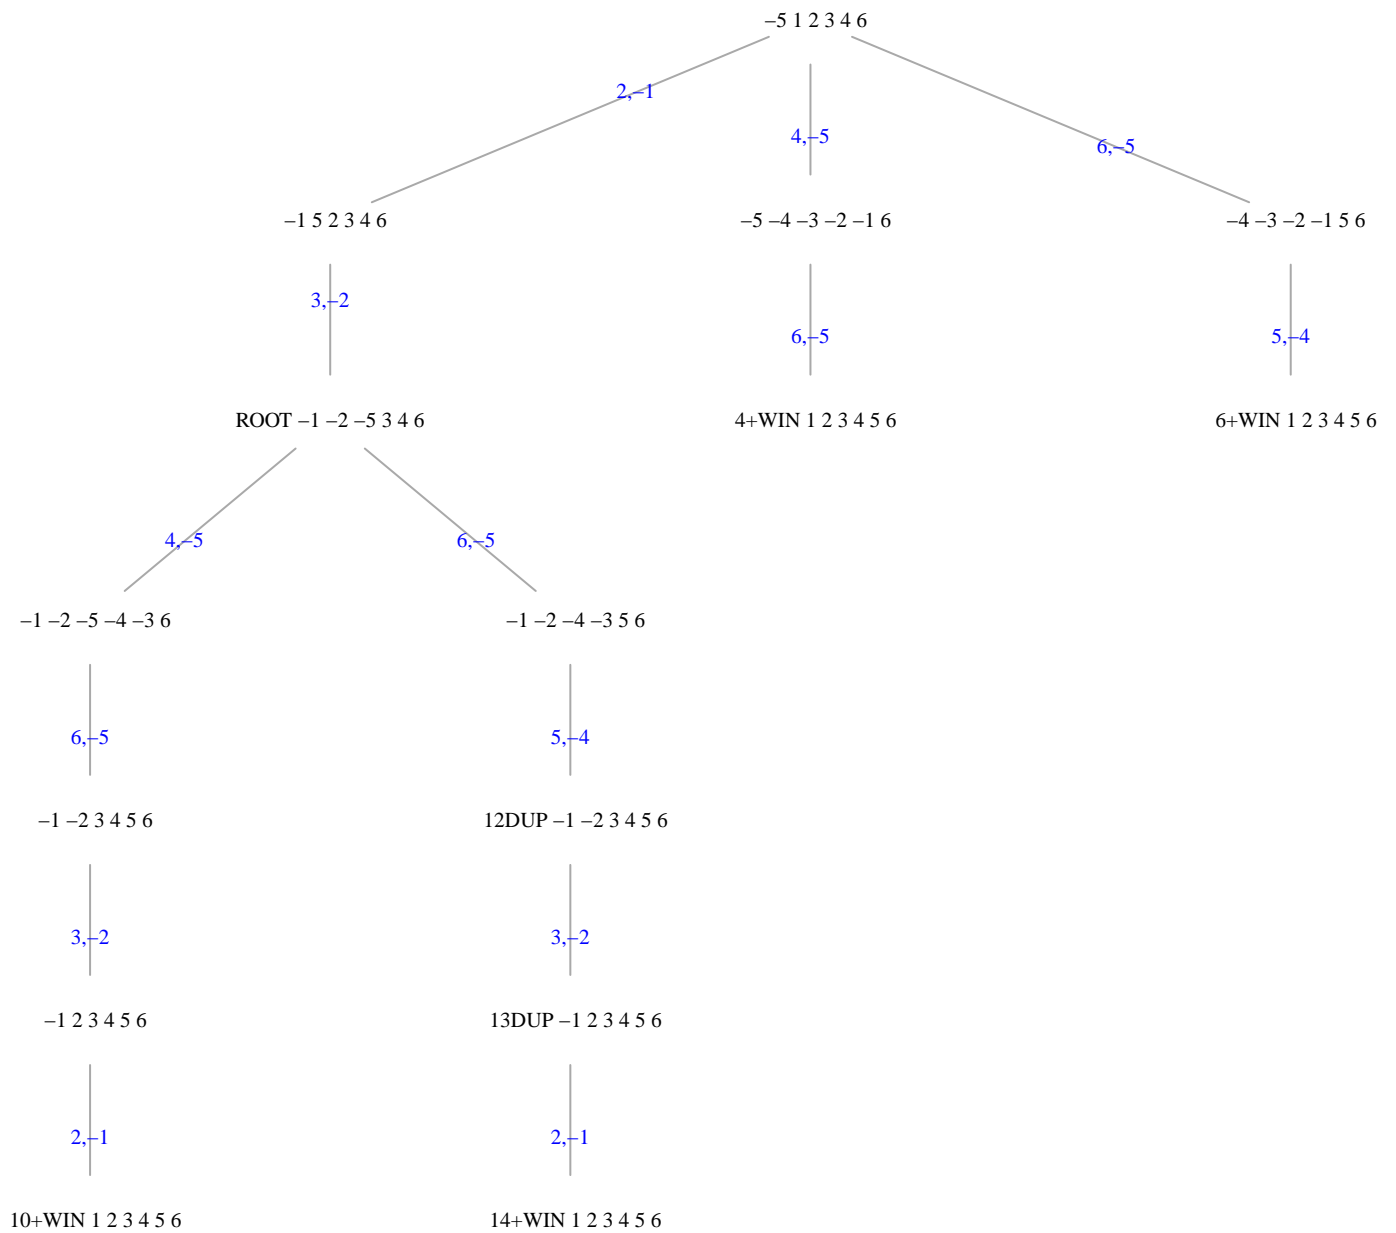 –5 1 2 3 4 6
2,–1
4,–5
6,–5
–1 5 2 3 4 6
–5 –4 –3 –2 –1 6
–4 –3 –2 –1 5 6
3,–2
6,–5
5,–4
ROOT –1 –2 –5 3 4 6
4+WIN 1 2 3 4 5 6
6+WIN 1 2 3 4 5 6
4,–5
6,–5
–1 –2 –5 –4 –3 6
–1 –2 –4 –3 5 6
6,–5
5,–4
–1 –2 3 4 5 6
12DUP –1 –2 3 4 5 6
3,–2
3,–2
–1 2 3 4 5 6
13DUP –1 2 3 4 5 6
2,–1
2,–1
10+WIN 1 2 3 4 5 6
14+WIN 1 2 3 4 5 6